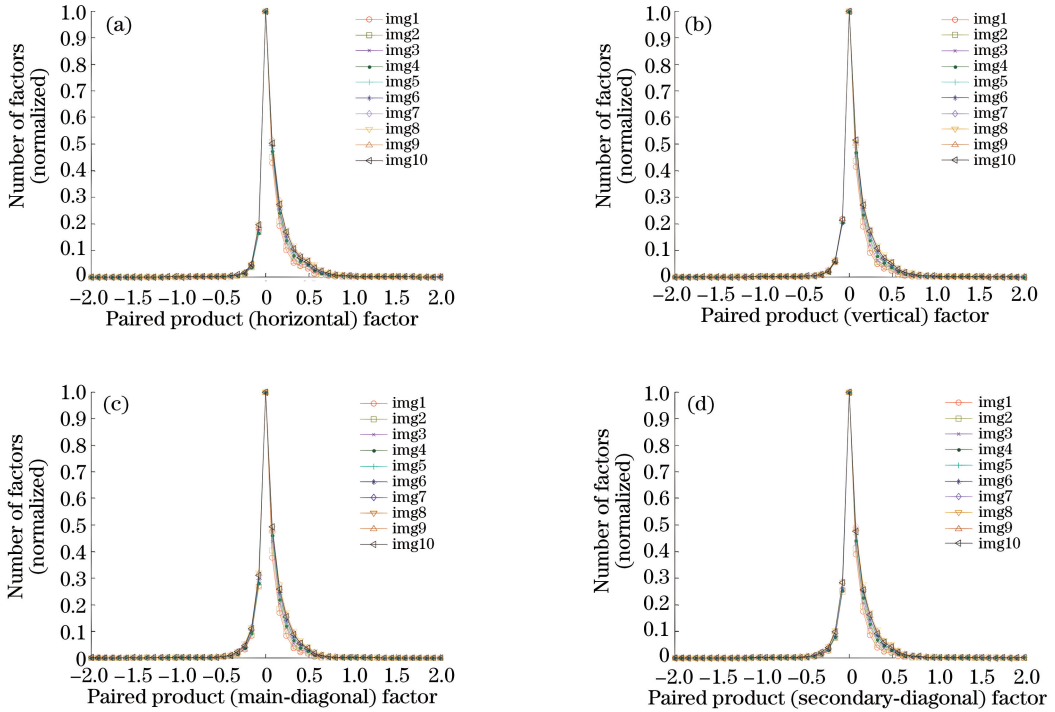 (a)
Number of factors
(normalized)
1.0
0.9
0.8
0.7
0.6
0.5
0.4
0.3
0.2
0.1
0
img1
img2
img3
img4
img5
img6
img7
img8
img9
img10
−2.0 −1.5 −1.0 −0.5 0 0.5 1.0 1.5 2.0
Paired product (horizontal) factor
(b)
Number of factors
(normalized)
1.0
0.9
0.8
0.7
0.6
0.5
0.4
0.3
0.2
0.1
0
img1
img2
img3
img4
img5
img6
img7
img8
img9
img10
−2.0 −1.5 −1.0 −0.5 0 0.5 1.0 1.5 2.0
Paired product (vertical) factor
(c)
Number of factors
(normalized)
1.0
0.9
0.8
0.7
0.6
0.5
0.4
0.3
0.2
0.1
0
img1
img2
img3
img4
img5
img6
img7
img8
img9
img10
−2.0 −1.5 −1.0 −0.5 0 0.5 1.0 1.5 2.0
Paired product (main-diagonal) factor
(d)
Number of factors
(normalized)
1.0
0.9
0.8
0.7
0.6
0.5
0.4
0.3
0.2
0.1
0
img1
img2
img3
img4
img5
img6
img7
img8
img9
img10
−2.0 −1.5 −1.0 −0.5 0 0.5 1.0 1.5 2.0
Paired product (secondary-diagonal) factor